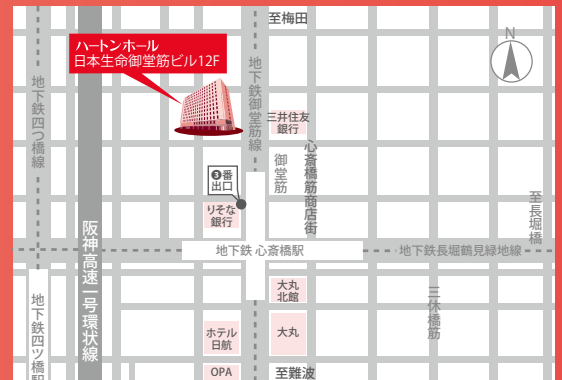 至梅田
N
ハートンホール
日本生命御堂筋ビル12F
地下鉄四つ橋線
地下鉄御堂筋線
三井住友
銀行
心斎橋筋商店街
御堂筋
❸番
出口
りそな
銀行
至長堀橋
阪神高速一号環状線
地下鉄 心斎橋駅
地下鉄長堀鶴見緑地線
大丸
北館
三休橋筋
地下鉄四ツ橋駅
ホテル
日航
大丸
OPA
至難波